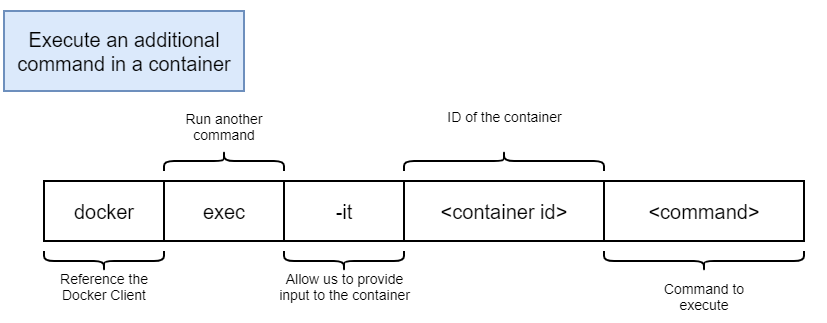 Execute an additional
command in a container
Run another
command
ID of the container
docker
exec
-it
<container id>
<command>
Reference the
Docker Client
Allow us to provide
input to the container
Command to
execute